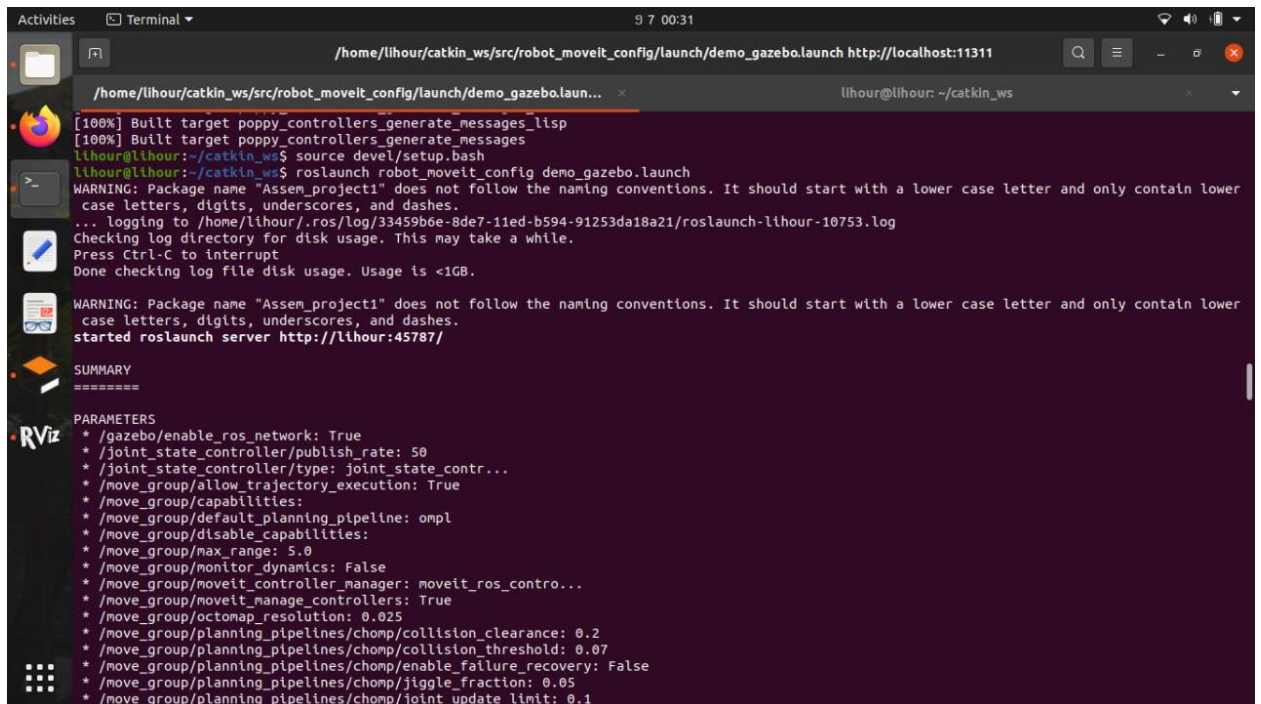 Activities
Terminal
9 7 00:31
/home/lihour/catkin_ws/src/robot_moveit_config/launch/demo_gazebo.launch http://localhost:11311
/home/lihour/catkin_ws/src/robot_moveit_config/launch/demo_gazebo.laun...
lihour@lihour: ~/catkin_ws
[100%] Built target poppy_controllers_generate_messages_lisp
[100%] Built target poppy_controllers_generate_messages
lihour@lihour:~/catkin_ws$ source devel/setup.bash
lihour@lihour:~/catkin_ws$ roslaunch robot_moveit_config demo_gazebo.launch
WARNING: Package name "Assem_project1" does not follow the naming conventions. It should start with a lower case letter and only contain lower
case letters, digits, underscores, and dashes.
... logging to /home/lihour/.ros/log/33459b6e-8de7-11ed-b594-91253da18a21/roslaunch-lihour-10753.log
Checking log directory for disk usage. This may take a while.
Press Ctrl-C to interrupt
Done checking log file disk usage. Usage is <1GB.
WARNING: Package name "Assem_project1" does not follow the naming conventions. It should start with a lower case letter and only contain lower
case letters, digits, underscores, and dashes.
started roslaunch server http://lihour:45787/
SUMMARY
========
PARAMETERS
* /gazebo/enable_ros_network: True
* /joint_state_controller/publish_rate: 50
* /joint_state_controller/type: joint_state_contr...
* /move_group/allow_trajectory_execution: True
* /move_group/capabilities:
* /move_group/default_planning_pipeline: ompl
* /move_group/disable_capabilities:
* /move_group/max_range: 5.0
* /move_group/monitor_dynamics: False
* /move_group/moveit_controller_manager: moveit_ros_contro...
* /move_group/moveit_manage_controllers: True
* /move_group/octomap_resolution: 0.025
* /move_group/planning_pipelines/chomp/collision_clearance: 0.2
* /move_group/planning_pipelines/chomp/collision_threshold: 0.07
* /move_group/planning_pipelines/chomp/enable_failure_recovery: False
* /move_group/planning_pipelines/chomp/jiggle_fraction: 0.05
* /move_group/planning_pipelines/chomp/joint_update_limit: 0.1
RViz